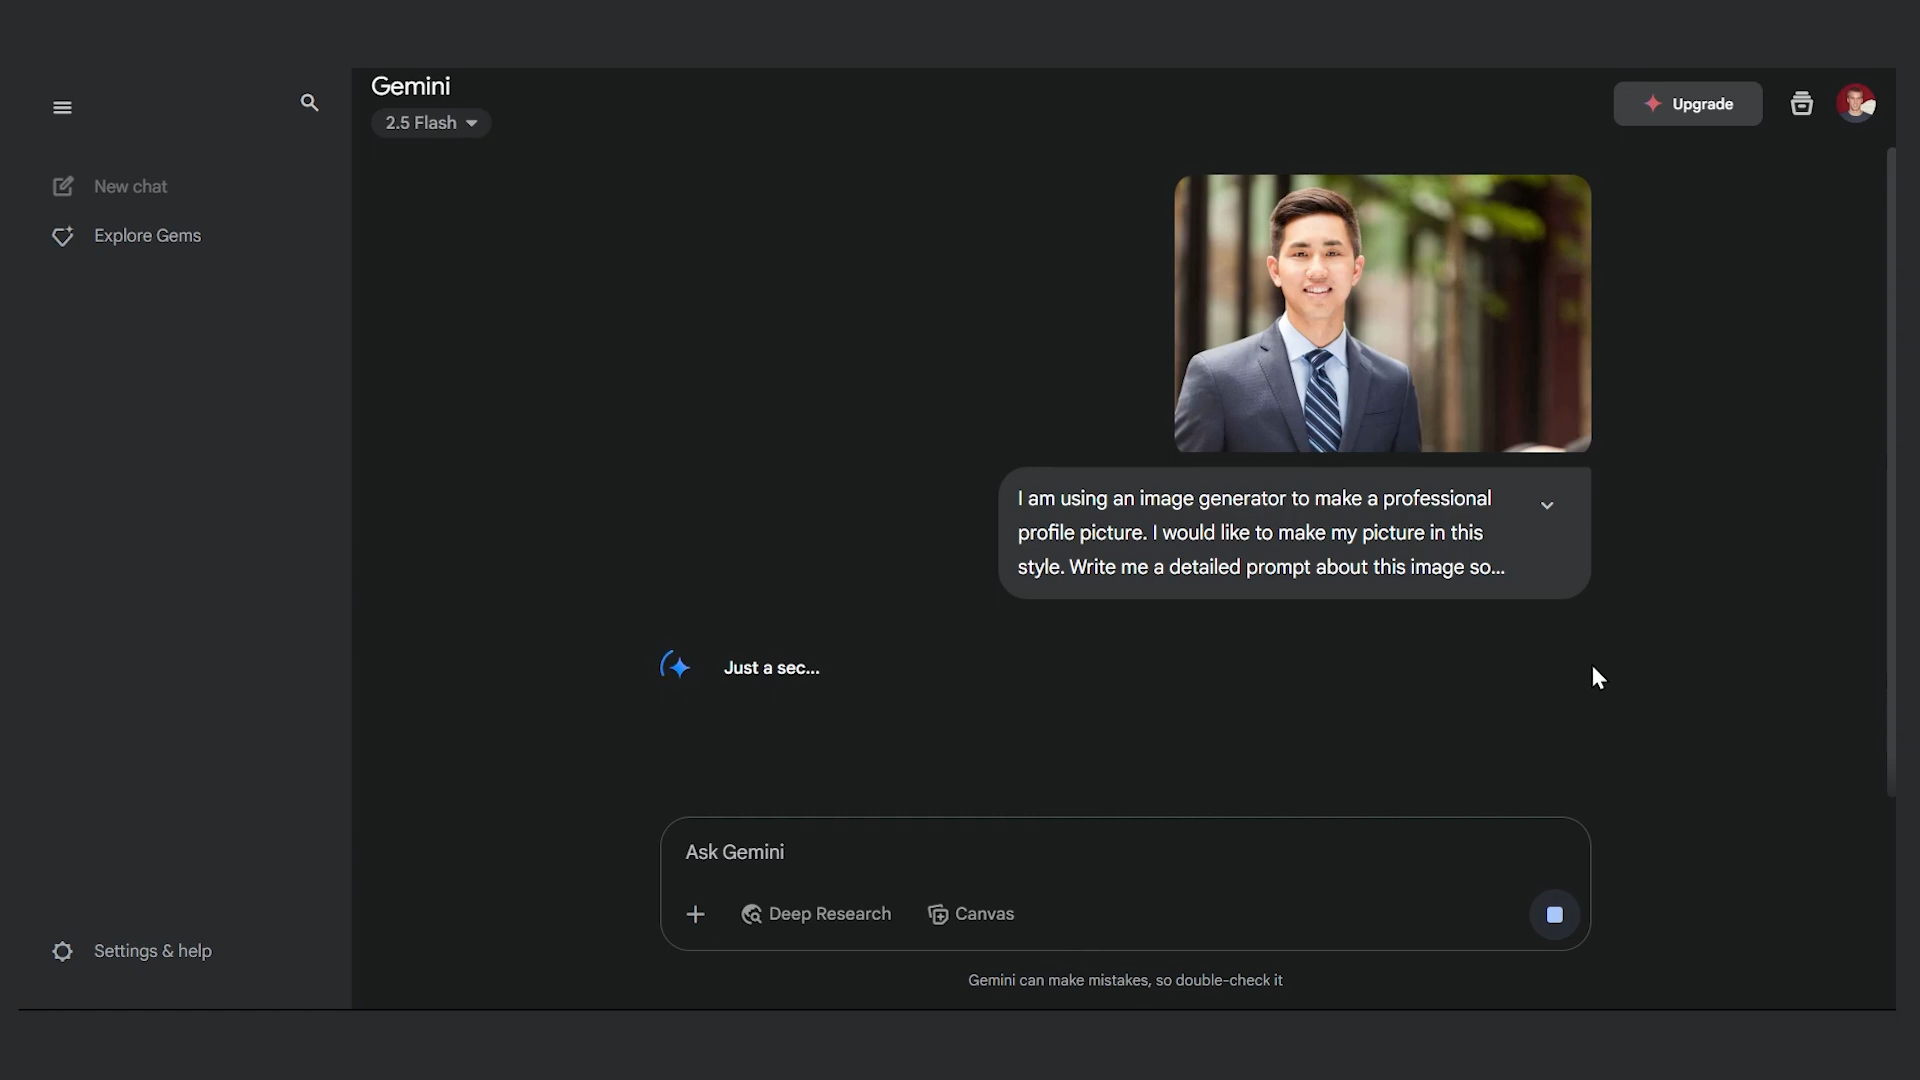 Gemini
2.5 Flash
Upgrade
New chat
Explore Gems
I am using an image generator to make a professional
profile picture. I would like to make my picture in this
style. Write me a detailed prompt about this image so...
Just a sec...
Ask Gemini
Deep Research
Canvas
Settings & help
Gemini can make mistakes, so double-check it